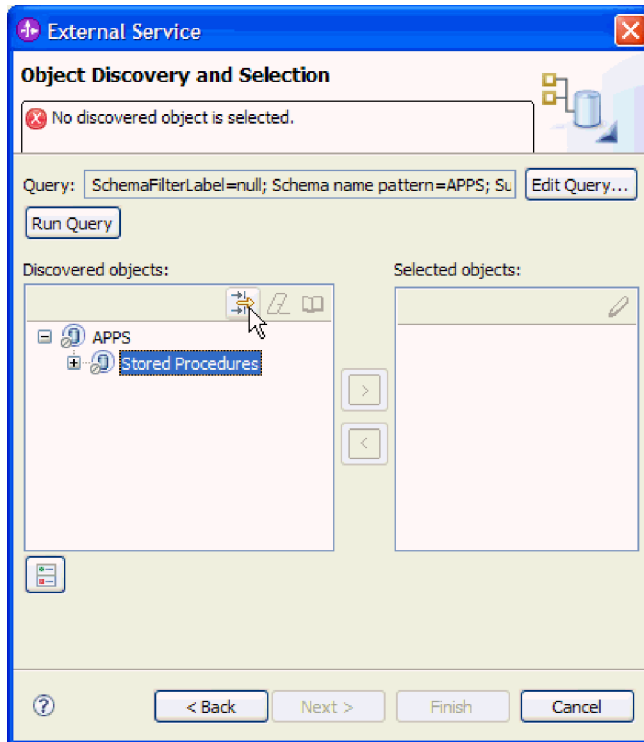 External Service
Object Discovery and Selection
No discovered object is selected.
Query: SchemaFilterLabel=null; Schema name pattern=APPS; Su Edit Query...
Run Query
Discovered objects: Selected objects:
APPS
Stored Procedures
>
<
? < Back Next > Finish Cancel